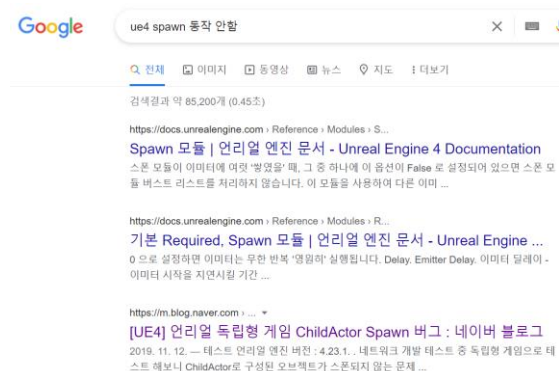 Google
ue4 spawn 동작 안함
전체 이미지 동영상 뉴스 지도 더보기
검색결과 약 85,200개 (0.45초)
https://docs.unrealengine.com › Reference › Modules › S...
Spawn 모듈 | 언리얼 엔진 문서 - Unreal Engine 4 Documentation
스폰 모듈이 이미터에 여럿 '쌓였을' 때, 그 중 하나에 이 옵션이 False 로 설정되어 있으면 스폰 모
듈 버스트 리스트를 처리하지 않습니다. 이 모듈을 사용하여 다른 이미 ...
https://docs.unrealengine.com › Reference › Modules › R...
기본 Required, Spawn 모듈 | 언리얼 엔진 문서 - Unreal Engine ...
0 으로 설정하면 이미터는 무한 반복 '영원히' 실행됩니다. Delay. Emitter Delay. 이미터 딜레이 -
이미터 시작을 지연시킬 기간 ...
https://m.blog.naver.com › ...
[UE4] 언리얼 독립형 게임 ChildActor Spawn 버그 : 네이버 블로그
2019. 11. 12. — 테스트 언리얼 엔진 버전 : 4.23.1. . 네트워크 개발 테스트 중 독립형 게임으로 테
스트 해보니 ChildActor로 구성된 오브젝트가 스폰되지 않는 문제 ...